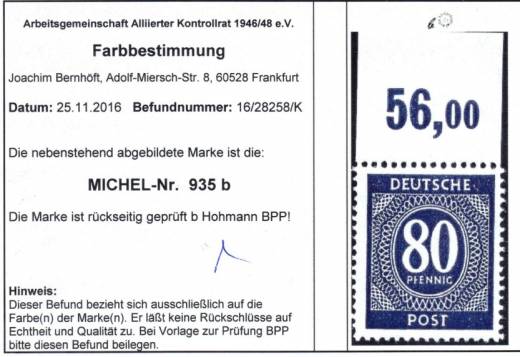 Arbeitsgemeinschaft Alliierter Kontrollrat 1946/48 e.V.
Farbbestimmung
Joachim Bernhöft, Adolf-Miersch-Str. 8, 60528 Frankfurt
Datum: 25.11.2016 Befundnummer: 16/28258/K
Die nebenstehend abgebildete Marke ist die:
MICHEL-Nr. 935 b
Die Marke ist rückseitig geprüft b Hohmann BPP!
Hinweis:
Dieser Befund bezieht sich ausschließlich auf die
Farbe(n) der Marke(n). Er läßt keine Rückschlüsse auf
Echtheit und Qualität zu. Bei Vorlage zur Prüfung BPP
bitte diesen Befund beilegen.
56,00
DEUTSCHE
80
PFENNIG
POST